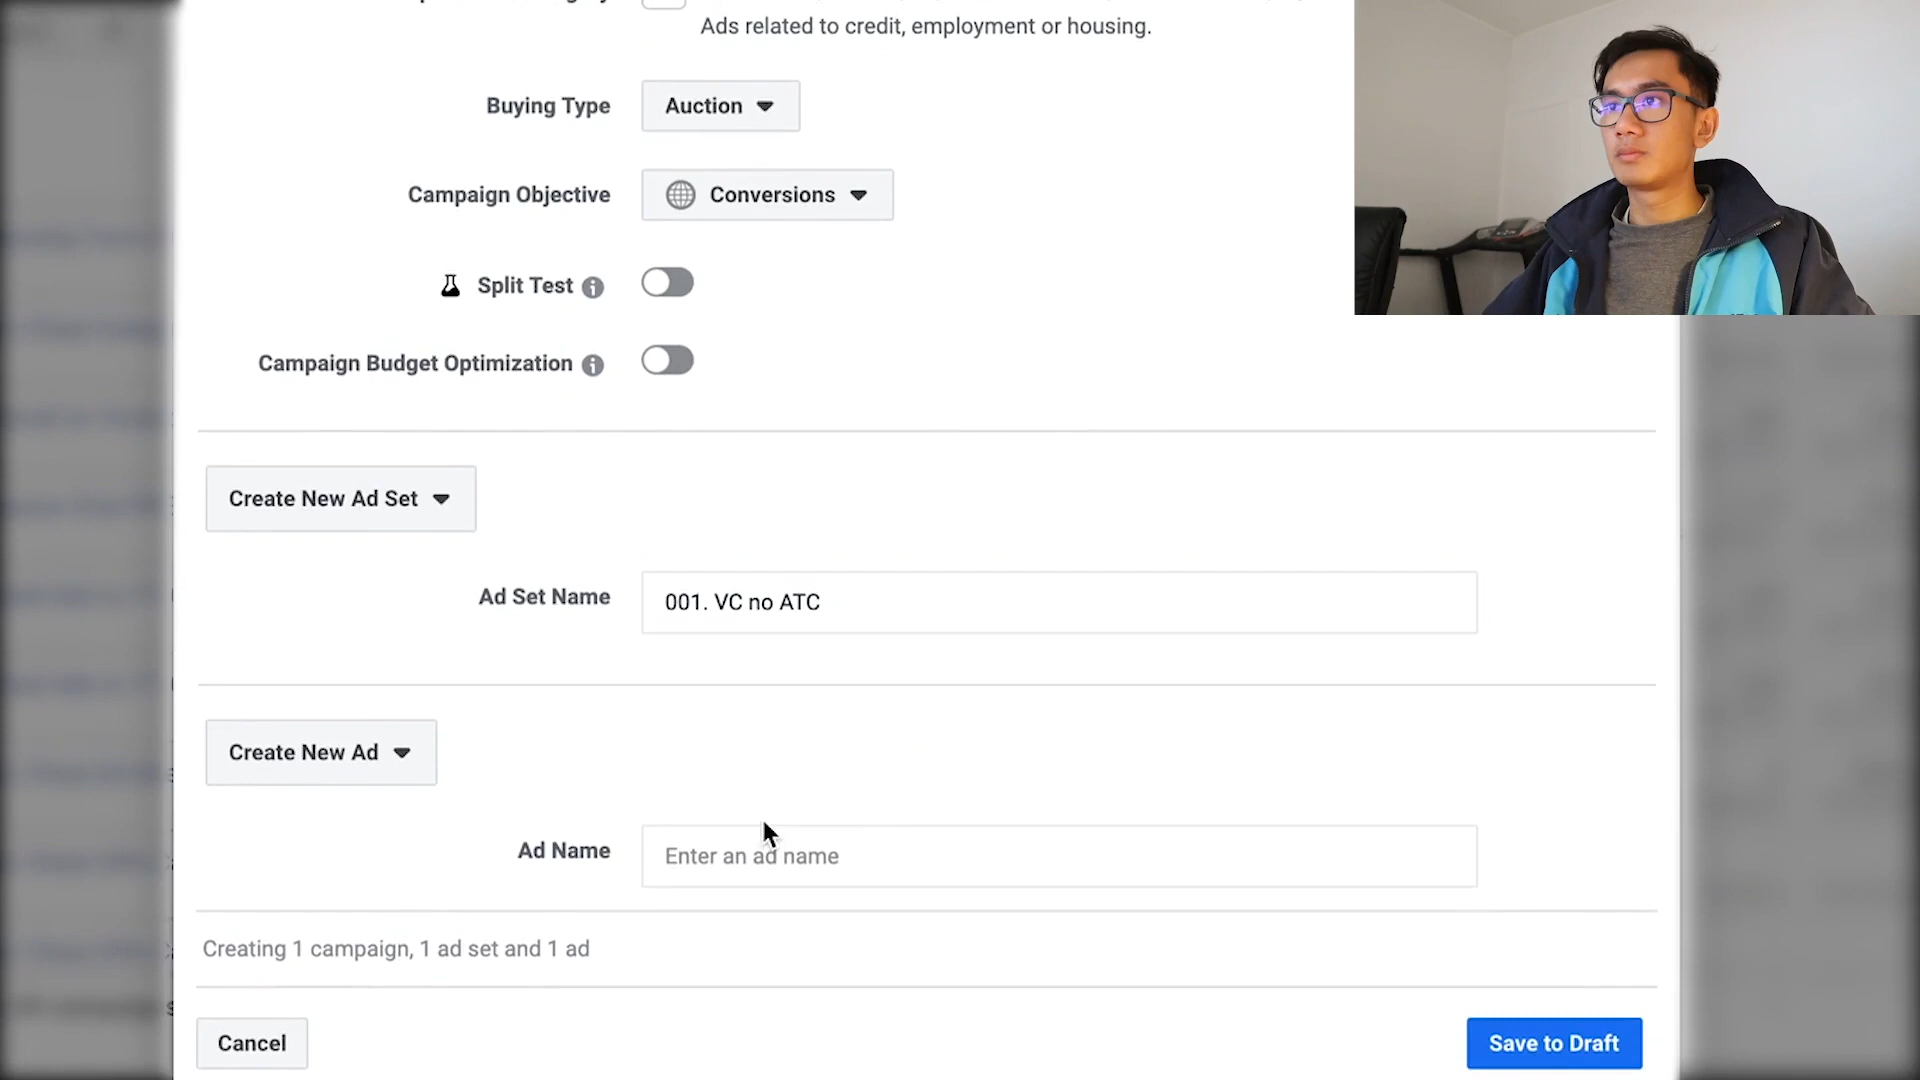 Ads related to credit, employment or housing.
Buying Type
Auction
Campaign Objective
Conversions
Split Test
Campaign Budget Optimization
Create New Ad Set
Ad Set Name
001. VC no ATC
Create New Ad
Ad Name
Enter an ad name
Creating 1 campaign, 1 ad set and 1 ad
Cancel
Save to Draft